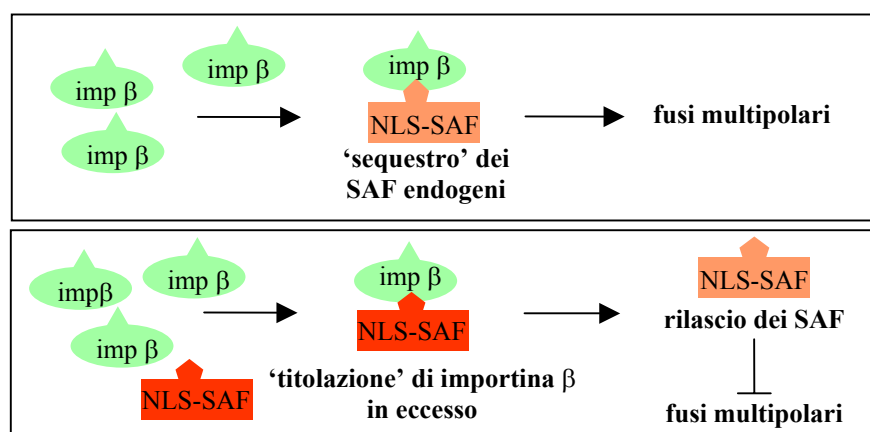 imp β
imp β
imp β
imp β
NLS-SAF
‘sequestro’ dei
SAF endogeni
fusi multipolari
impβ
imp β
imp β
NLS-SAF
imp β
NLS-SAF
‘titolazione’ di importina β
in eccesso
NLS-SAF
rilascio dei SAF
fusi multipolari